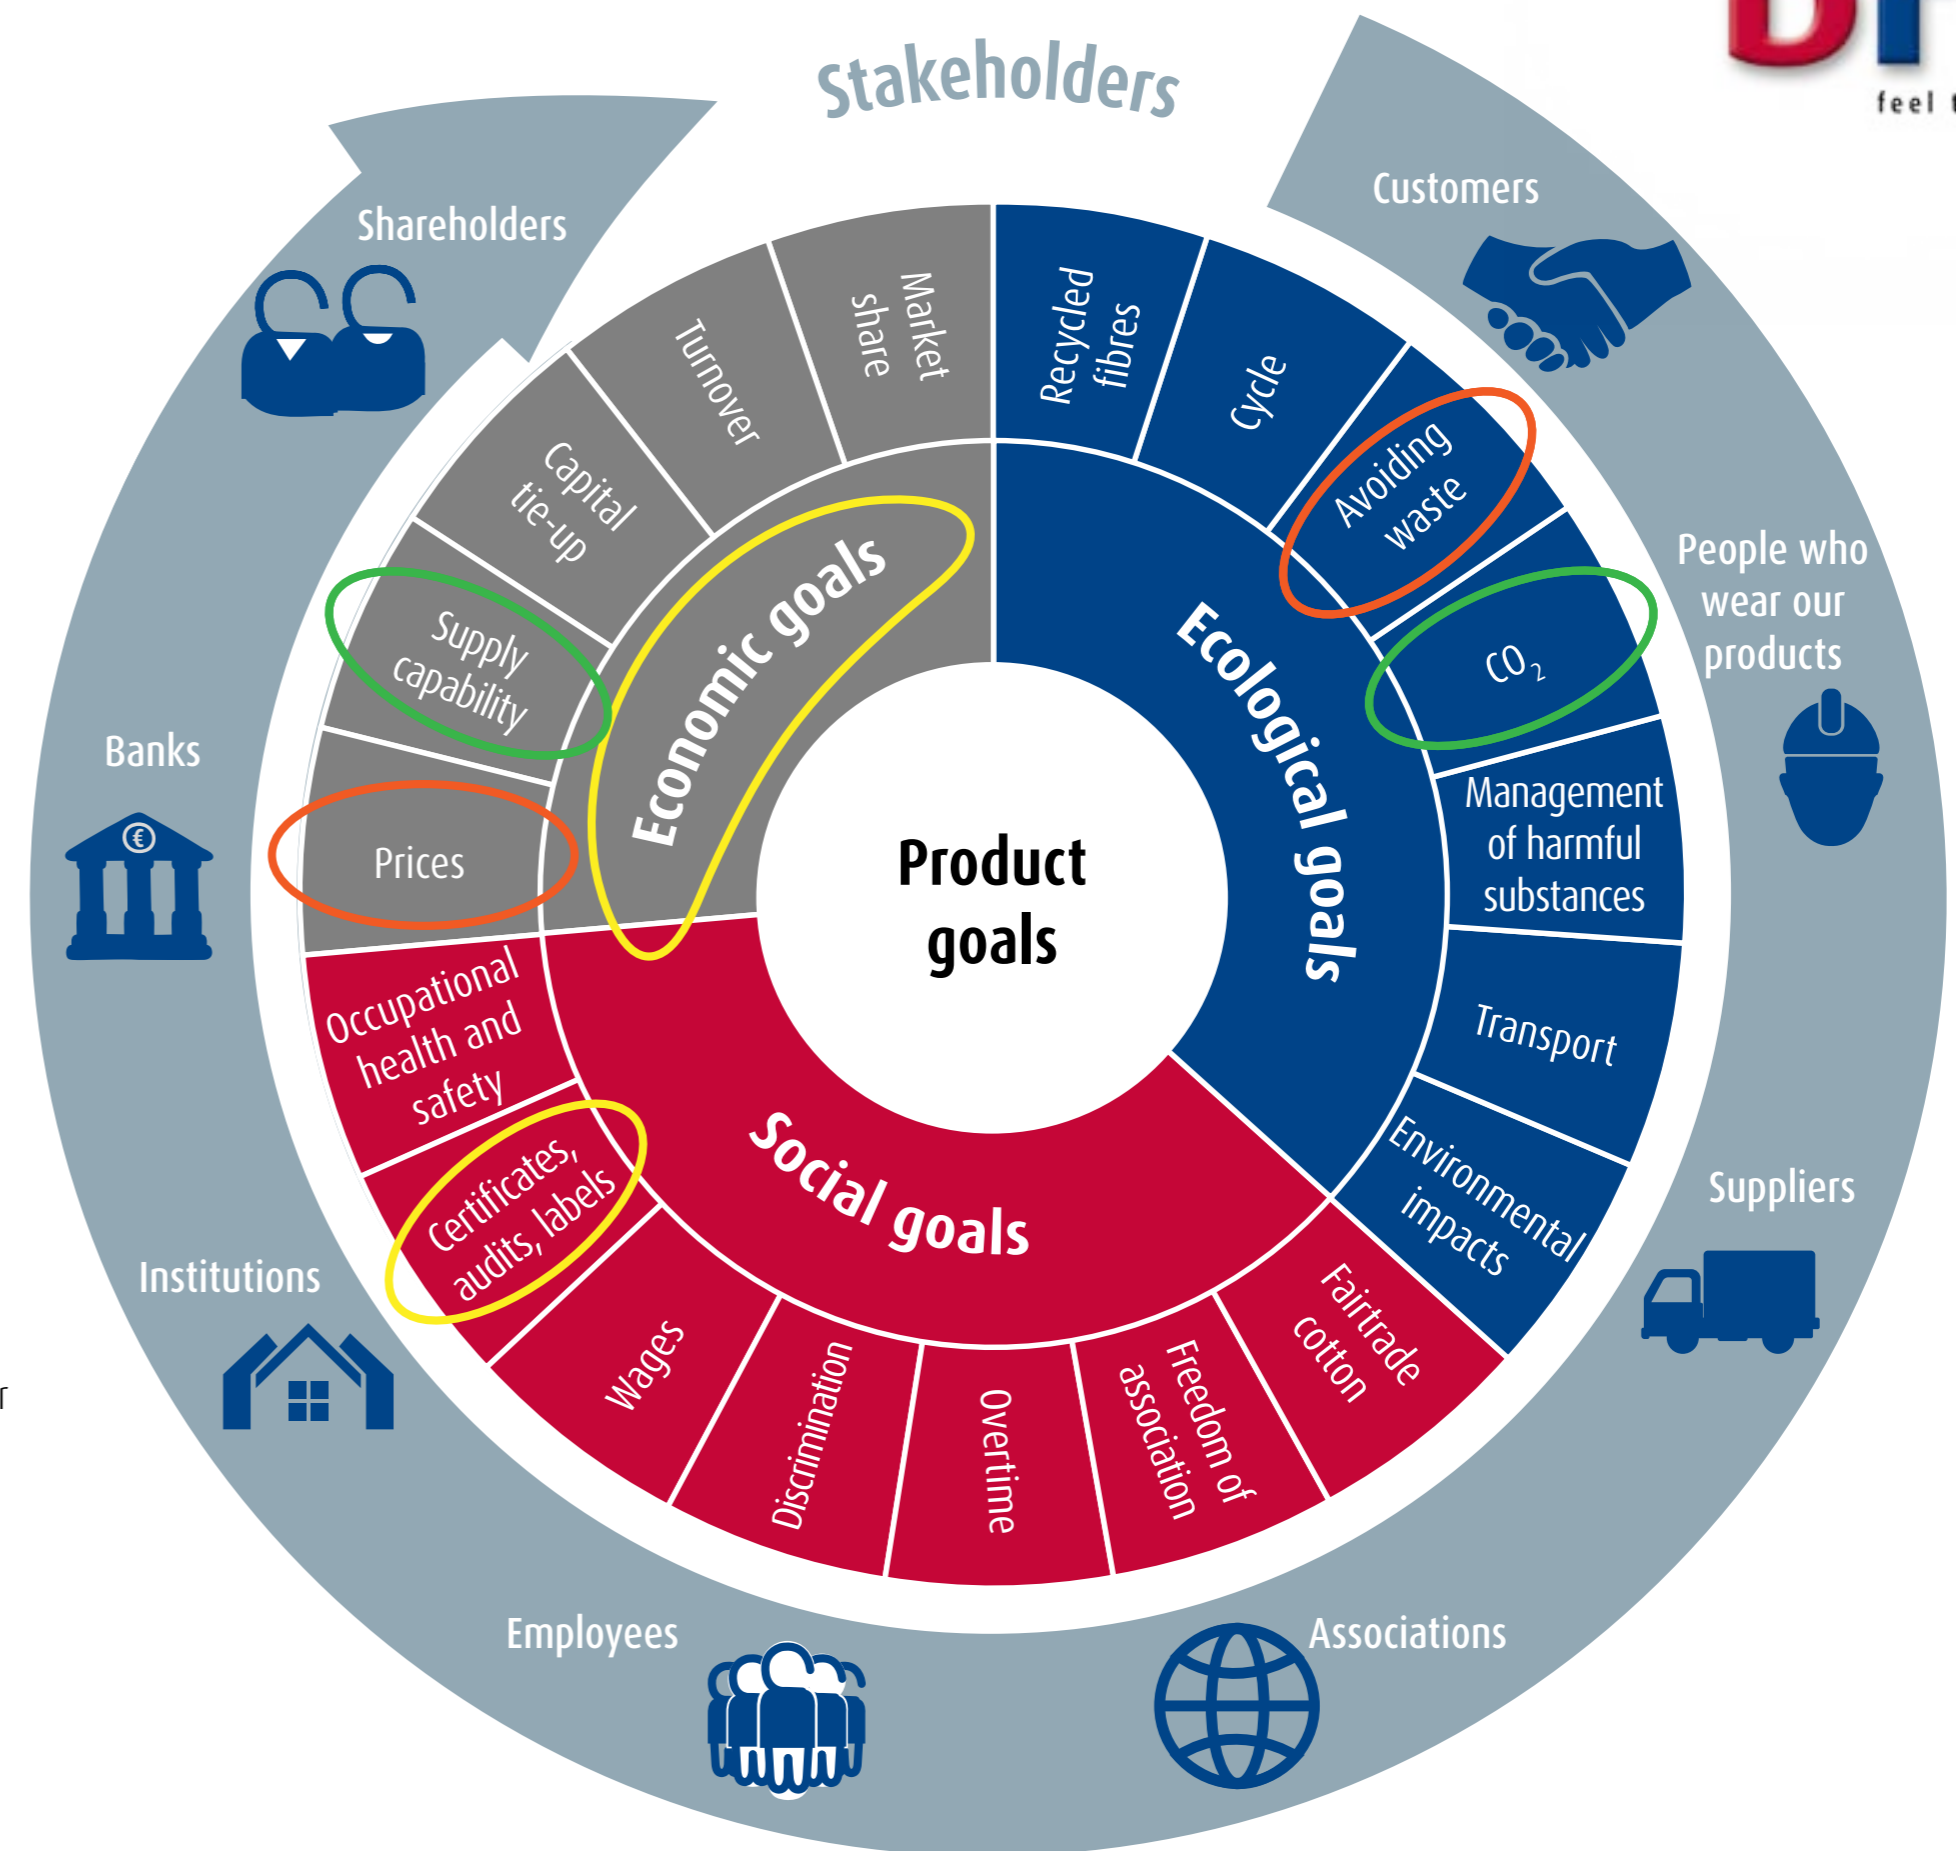 Stakeholders
feel
Customers
People who
wear our
products
Suppliers
Associations
Employees
Institutions
Banks
Shareholders
Product
goals
Ecological goals
Recycled
fibres
Cycle
Avoiding
waste
CO₂
Management
of harmful
substances
Transport
Environmental
impacts
Social goals
Fairtrade
cotton
Freedom of
association
Overtime
Discrimination
Wages
Certificates,
audits, labels
Occupational
health and
safety
Economic goals
Prices
Supply
capability
Capital
tie-up
Turnover
Market
share
€